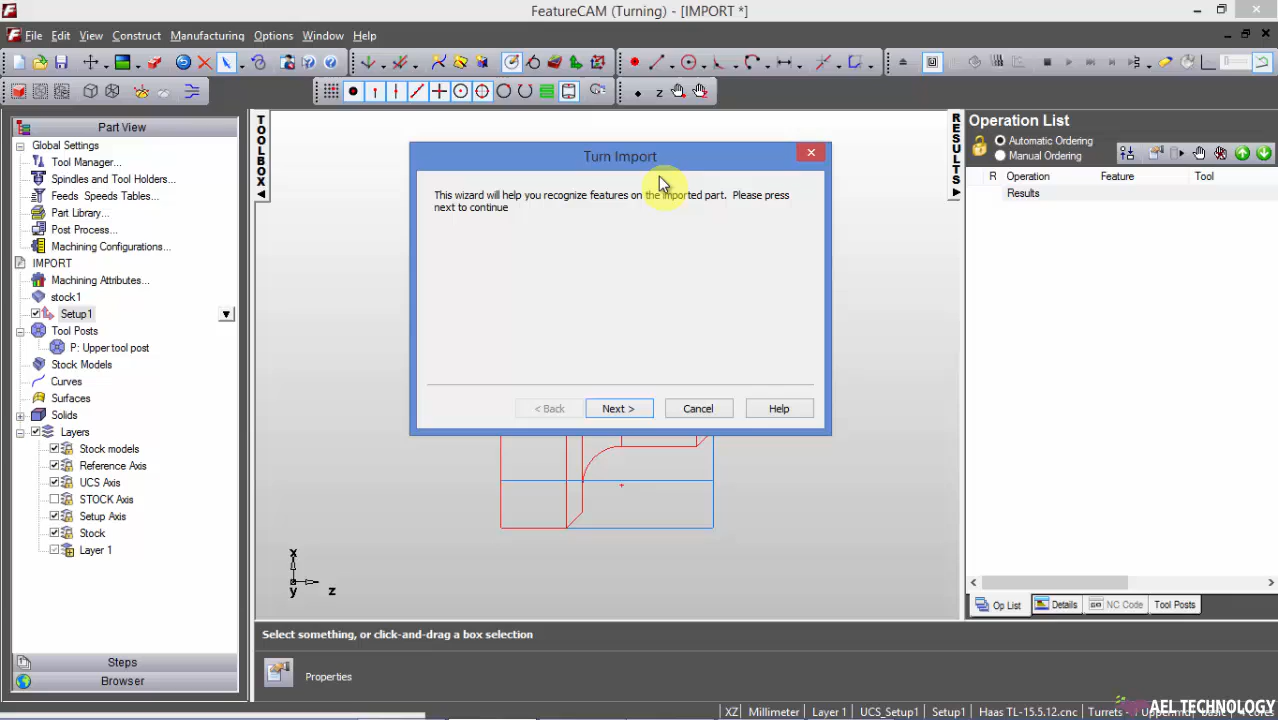 FeatureCAM (Turning) - [IMPORT *]
File Edit View Construct Manufacturing Options Window Help
Part View
Global Settings
Tool Manager...
Spindles and Tool Holders...
Feeds Speeds Tables...
Part Library...
Post Process...
Machining Configurations...
IMPORT
Machining Attributes...
stock1
Setup1
Tool Posts
P: Upper tool post
Stock Models
Curves
Surfaces
Solids
Layers
Stock models
Reference Axis
UCS Axis
STOCK Axis
Setup Axis
Stock
Layer 1
Steps
Browser
TOOLBOX
Turn Import
This wizard will help you recognize features on the imported part. Please press
next to continue
< Back Next > Cancel Help
x
y
z
RESULTS
Operation List
Automatic Ordering
Manual Ordering
R Operation Feature Tool
Results
Op List Details NC Code Tool Posts
Select something, or click-and-drag a box selection
Properties
XZ Millimeter Layer 1 UCS_Setup1 Setup1 Haas TL-15.5.12.cnc
AEL TECHNOLOGY